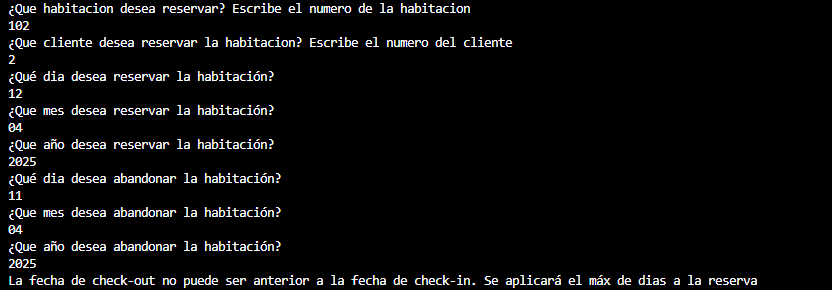 ¿Que habitacion desea reservar? Escribe el numero de la habitacion
102
¿Que cliente desea reservar la habitacion? Escribe el numero del cliente
2
¿Qué dia desea reservar la habitación?
12
¿Que mes desea reservar la habitación?
04
¿Que año desea reservar la habitación?
2025
¿Qué dia desea abandonar la habitación?
11
¿Que mes desea abandonar la habitación?
04
¿Que año desea abandonar la habitación?
2025
La fecha de check-out no puede ser anterior a la fecha de check-in. Se aplicará el máx de dias a la reserva